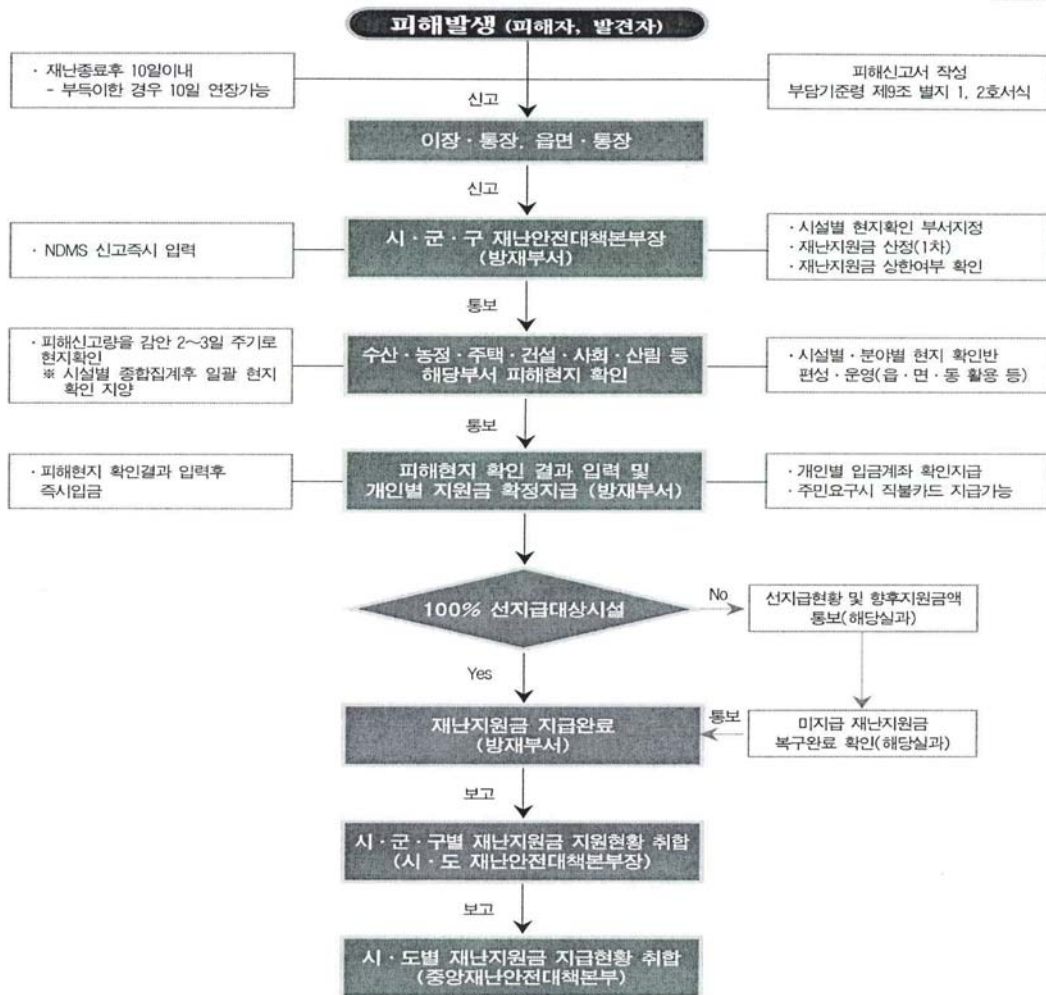 피해발생 (피해자, 발견자)
· 재난종료후 10일이내
- 부득이한 경우 10일 연장가능
피해신고서 작성
부담기준령 제9조 별지 1, 2호서식
신고
이장 · 통장, 읍면 · 통장
신고
· NDMS 신고즉시 입력
시 · 군 · 구 재난안전대책본부장
(방재부서)
· 시설별 현지확인 부서지정
· 재난지원금 산정(1차)
· 재난지원금 상한여부 확인
통보
· 피해신고량을 감안 2~3일 주기로
현지확인
※ 시설별 종합집계후 일괄 현지
확인 지양
수산 · 농정 · 주택 · 건설 · 사회 · 산림 등
해당부서 피해현지 확인
· 시설별 · 분야별 현지 확인반
편성 · 운영(읍 · 면 · 동 활용 등)
통보
· 피해현지 확인결과 입력후
즉시입금
피해현지 확인 결과 입력 및
개인별 지원금 확정지급 (방재부서)
· 개인별 입금계좌 확인지급
· 주민요구시 직불카드 지급가능
100% 선지급대상시설
No
선지급현황 및 향후지원금액
통보(해당실과)
Yes
재난지원금 지급완료
(방재부서)
통보
미지급 재난지원금
복구완료 확인(해당실과)
보고
시 · 군 · 구별 재난지원금 지원현황 취합
(시 · 도 재난안전대책본부장)
보고
시 · 도별 재난지원금 지급현황 취합
(중앙재난안전대책본부)